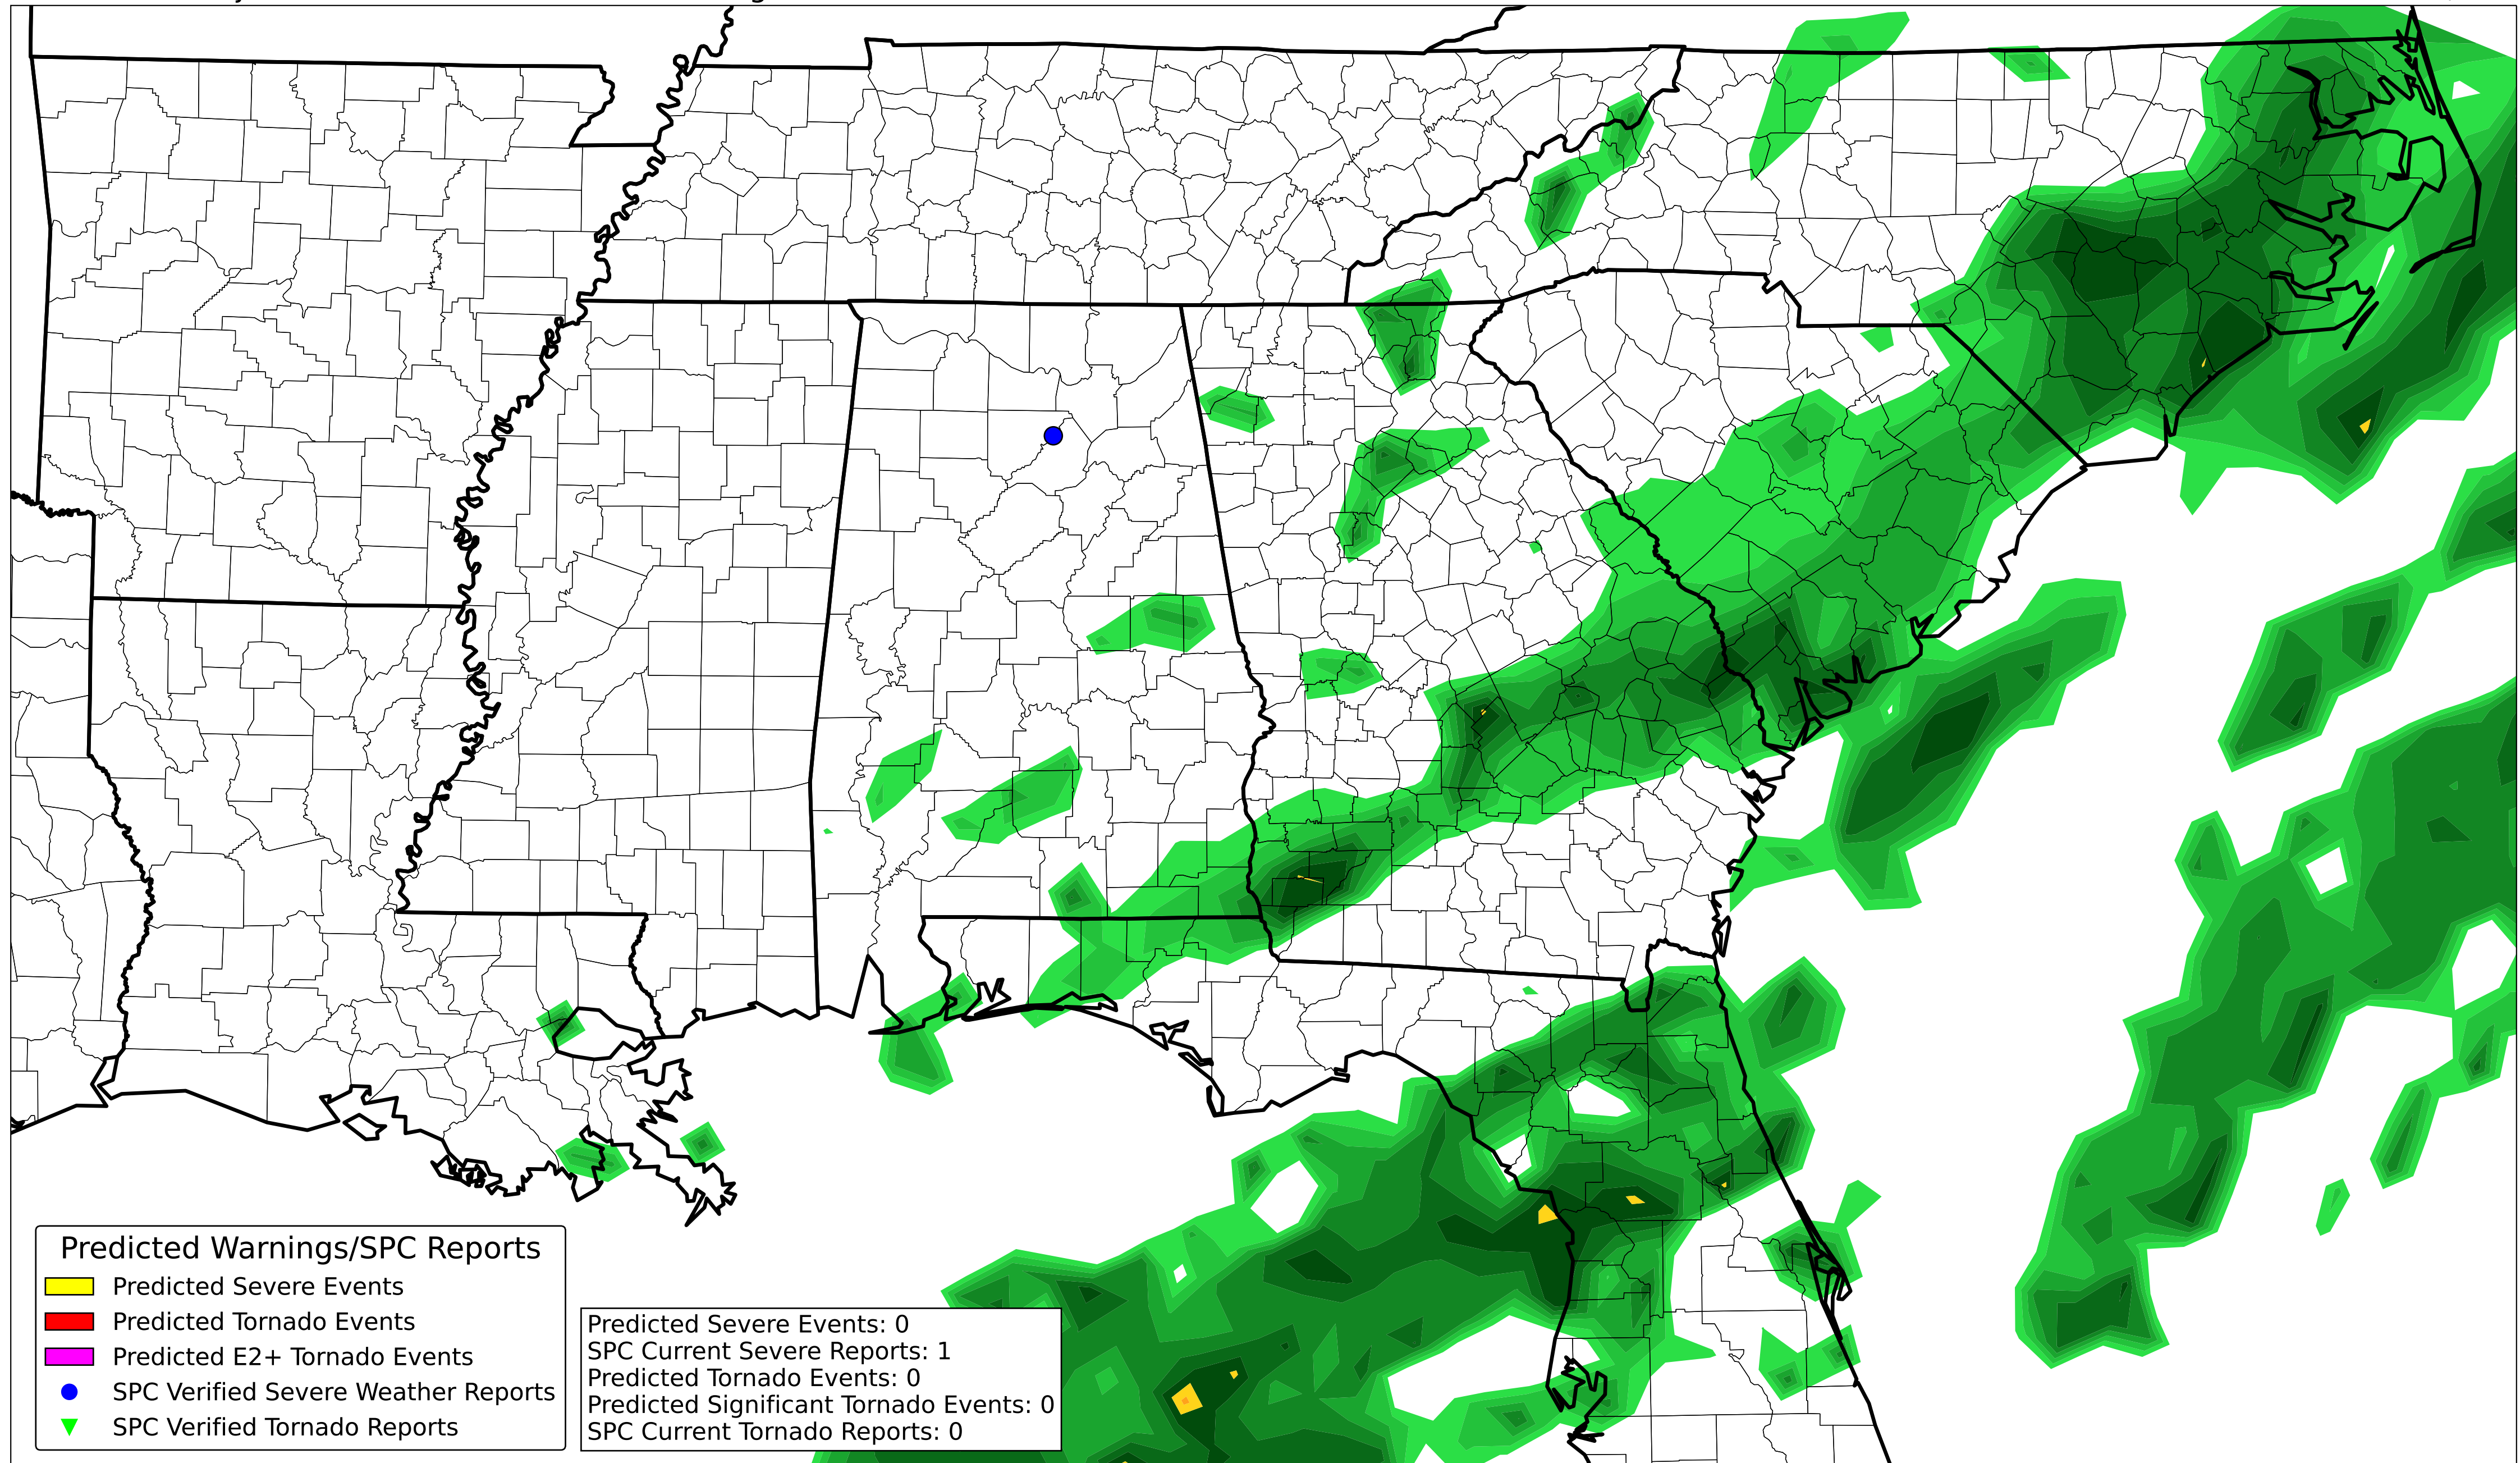 Predicted Warnings/SPC Reports
Predicted Severe Events
Predicted Tornado Events
Predicted E2+ Tornado Events
SPC Verified Severe Weather Reports
SPC Verified Tornado Reports
Predicted Severe Events: 0
SPC Current Severe Reports: 1
Predicted Tornado Events: 0
Predicted Significant Tornado Events: 0
SPC Current Tornado Reports: 0